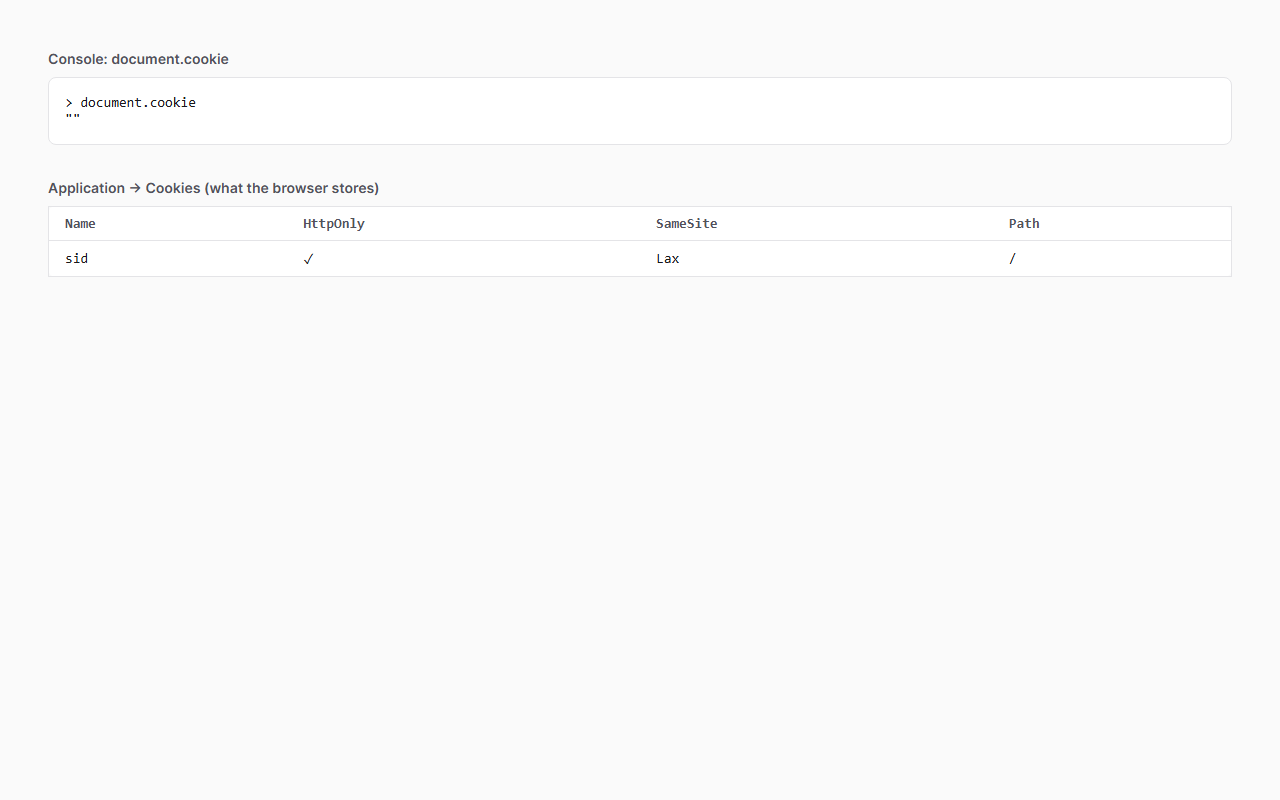 Console: document.cookie
> document.cookie
""
Application → Cookies (what the browser stores)
Name HttpOnly SameSite Path
sid ✓ Lax /